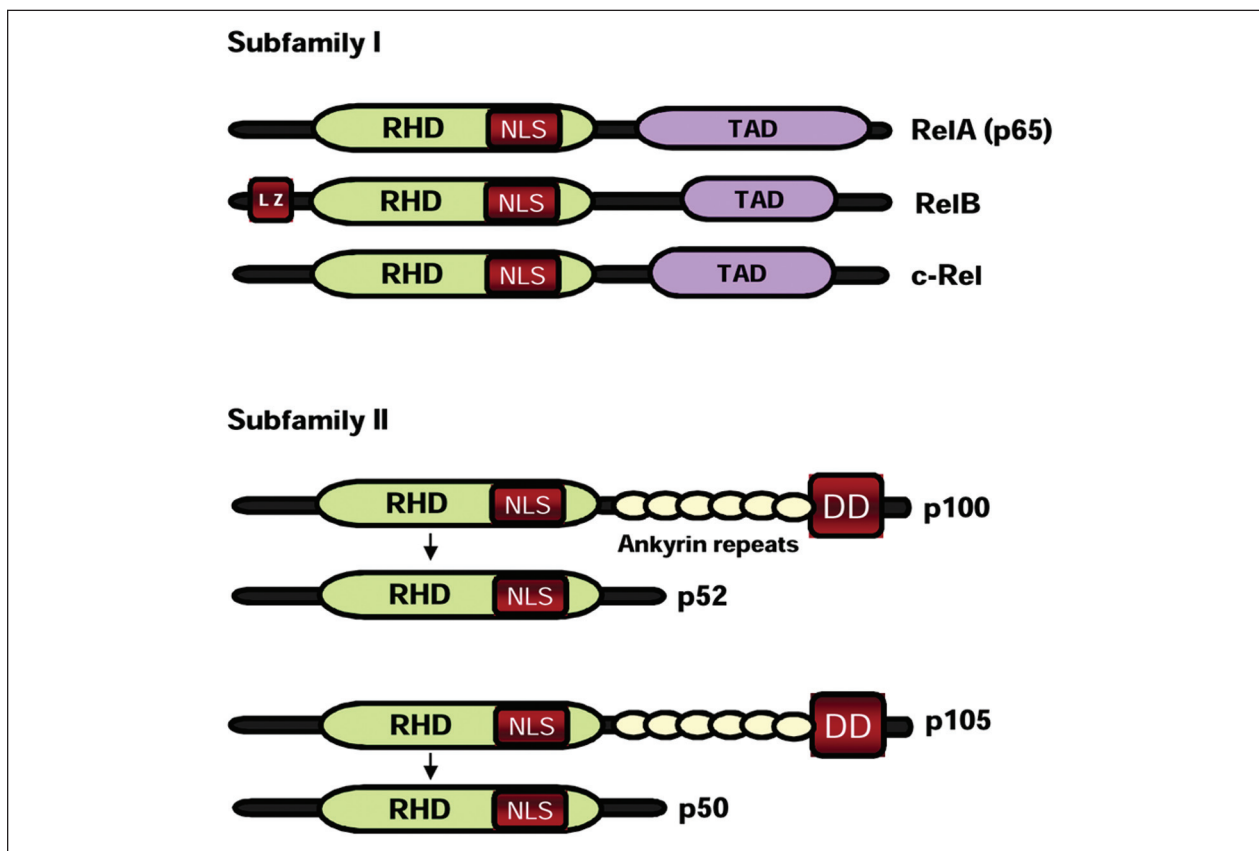 Subfamily I
RHD NLS TAD RelA (p65)
L Z RHD NLS TAD RelB
RHD NLS TAD c-Rel
Subfamily II
RHD NLS DD p100
Ankyrin repeats
RHD NLS p52
RHD NLS DD p105
RHD NLS p50